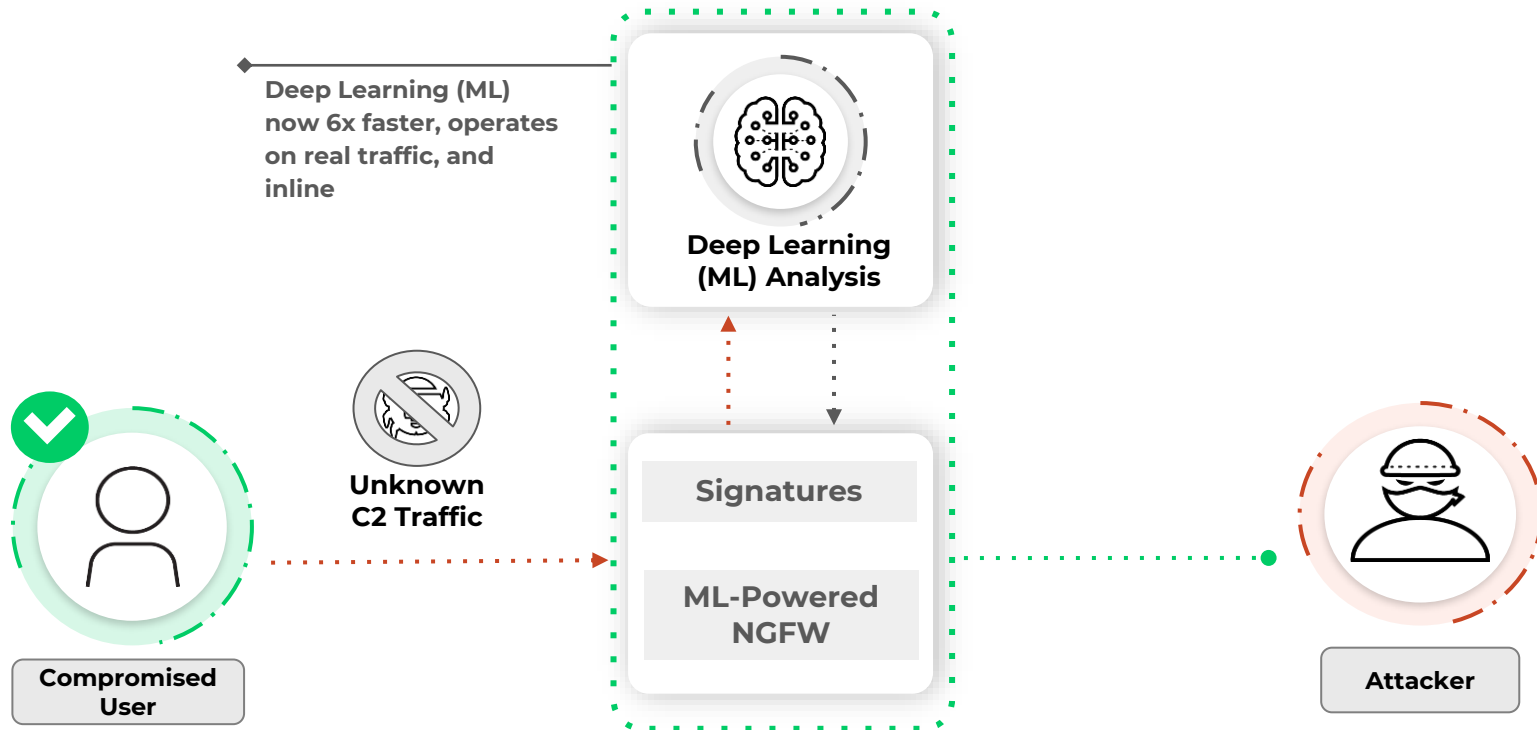 Deep Learning (ML)
now 6x faster, operates
on real traffic, and
inline
Deep Learning
(ML) Analysis
Unknown
C2 Traffic
Signatures
ML-Powered
NGFW
Compromised
User
Attacker